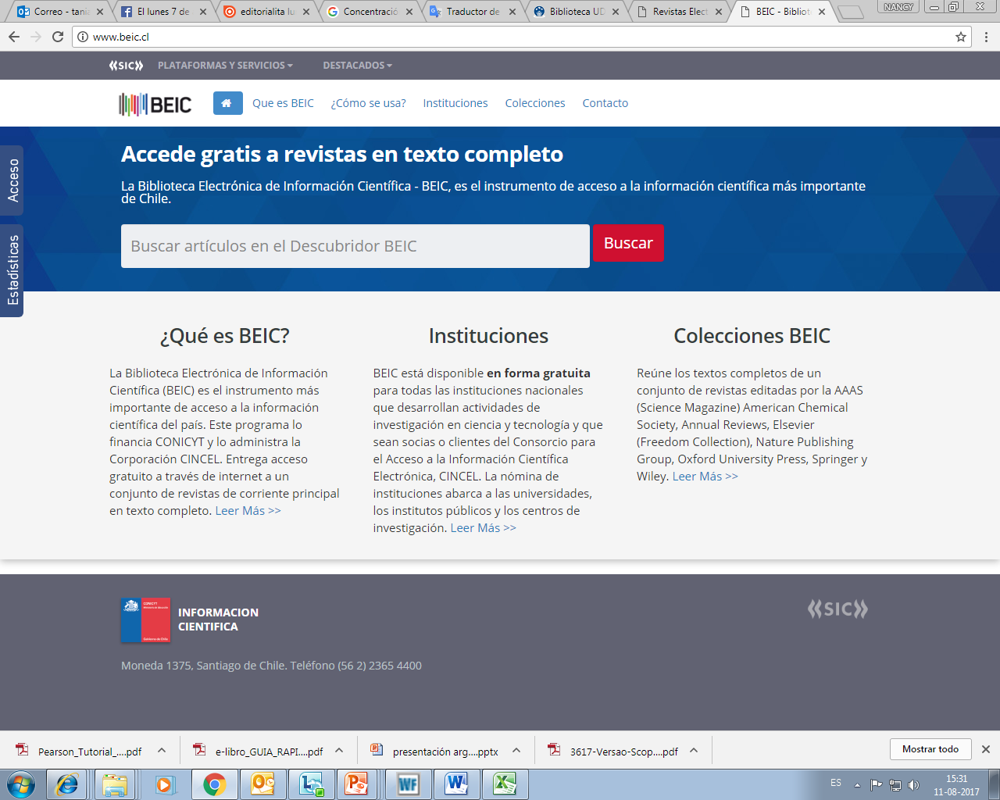 Correo - tania
El lunes 7 de
editorialita lu
Concentració
Traductor de
Biblioteca UD
Revistas Elect
BEIC - Bibliot
NANCY
www.beic.cl
SIC
PLATAFORMAS Y SERVICIOS
DESTACADOS
BEIC
Que es BEIC
¿Cómo se usa?
Instituciones
Colecciones
Contacto
Acceso
Estadísticas
Accede gratis a revistas en texto completo
La Biblioteca Electrónica de Información Científica - BEIC, es el instrumento de acceso a la información científica más importante
de Chile.
Buscar artículos en el Descubridor BEIC
Buscar
¿Qué es BEIC?
La Biblioteca Electrónica de Información
Científica (BEIC) es el instrumento más
importante de acceso a la información
científica del país. Este programa lo
financia CONICYT y lo administra la
Corporación CINCEL. Entrega acceso
gratuito a través de internet a un
conjunto de revistas de corriente principal
en texto completo. Leer Más >>
Instituciones
BEIC está disponible en forma gratuita
para todas las instituciones nacionales
que desarrollan actividades de
investigación en ciencia y tecnología y que
sean socias o clientes del Consorcio para
el Acceso a la Información Científica
Electrónica, CINCEL. La nómina de
instituciones abarca a las universidades,
los institutos públicos y los centros de
investigación. Leer Más >>
Colecciones BEIC
Reúne los textos completos de un
conjunto de revistas editadas por la AAAS
(Science Magazine) American Chemical
Society, Annual Reviews, Elsevier
(Freedom Collection), Nature Publishing
Group, Oxford University Press, Springer y
Wiley. Leer Más >>
CONICYT
Gobierno de Chile
INFORMACION
CIENTIFICA
SIC
Moneda 1375, Santiago de Chile. Teléfono (56 2) 2365 4400
Pearson_Tutorial_....pdf
e-libro_GUIA_RAPI....pdf
presentación arg....pptx
3617-Versao-Scop....pdf
Mostrar todo
ES
15:31
11-08-2017